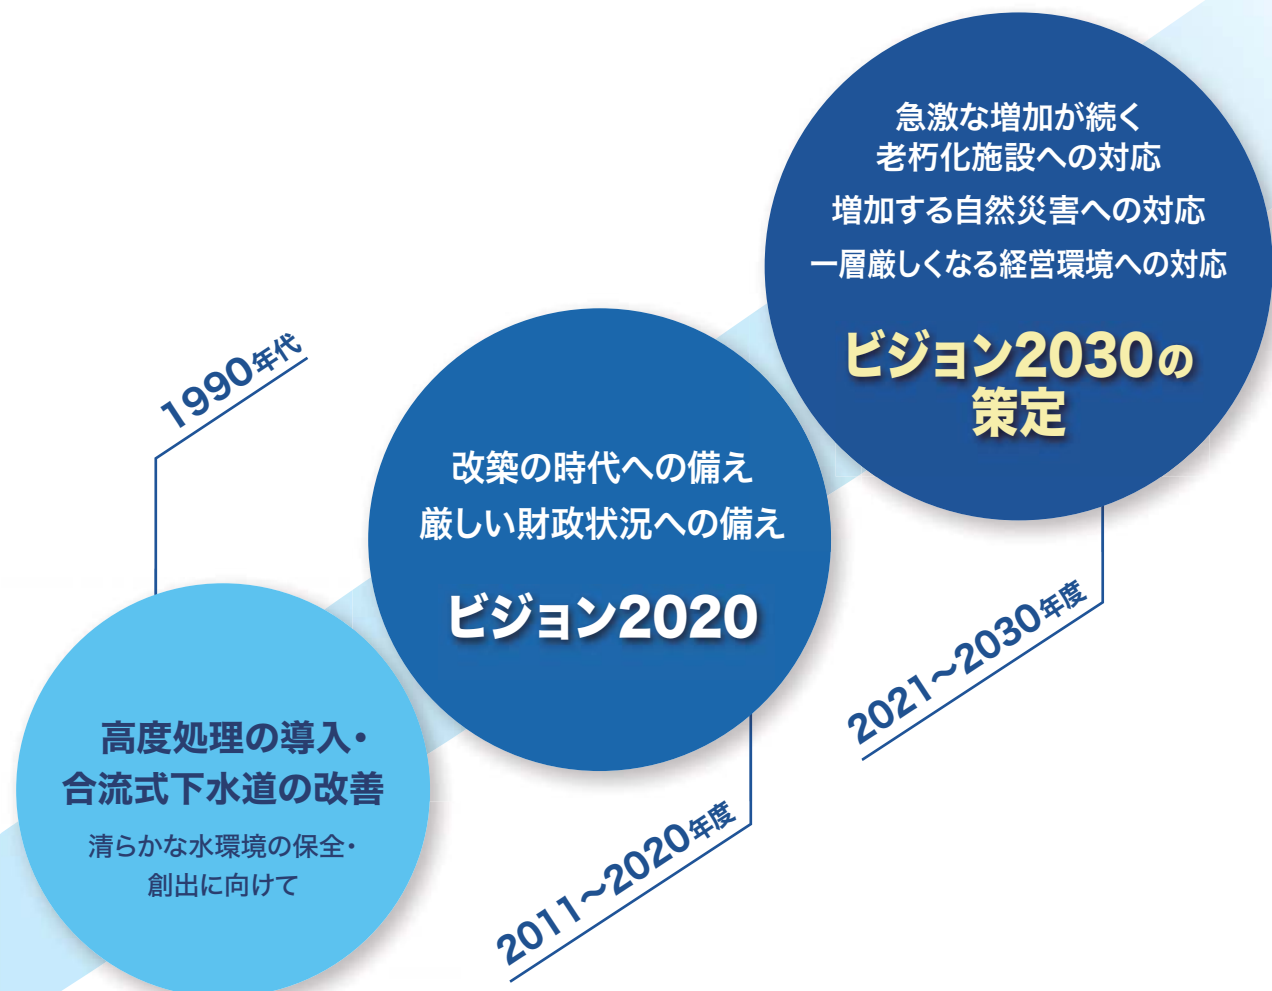 1990年代
高度処理の導入・
合流式下水道の改善
清らかな水環境の保全・
創出に向けて
改築の時代への備え
厳しい財政状況への備え
ビジョン2020
2011～2020年度
急激な増加が続く
老朽化施設への対応
増加する自然災害への対応
一層厳しくなる経営環境への対応
ビジョン2030の
策定
2021～2030年度